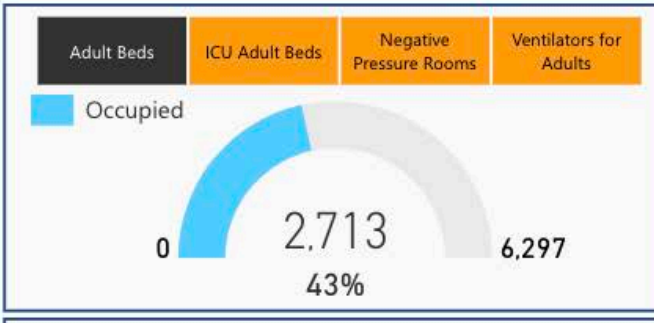 Adult Beds
ICU Adult Beds
Negative
Pressure Rooms
Ventilators for
Adults
Occupied
0
2,713
6,297
43%